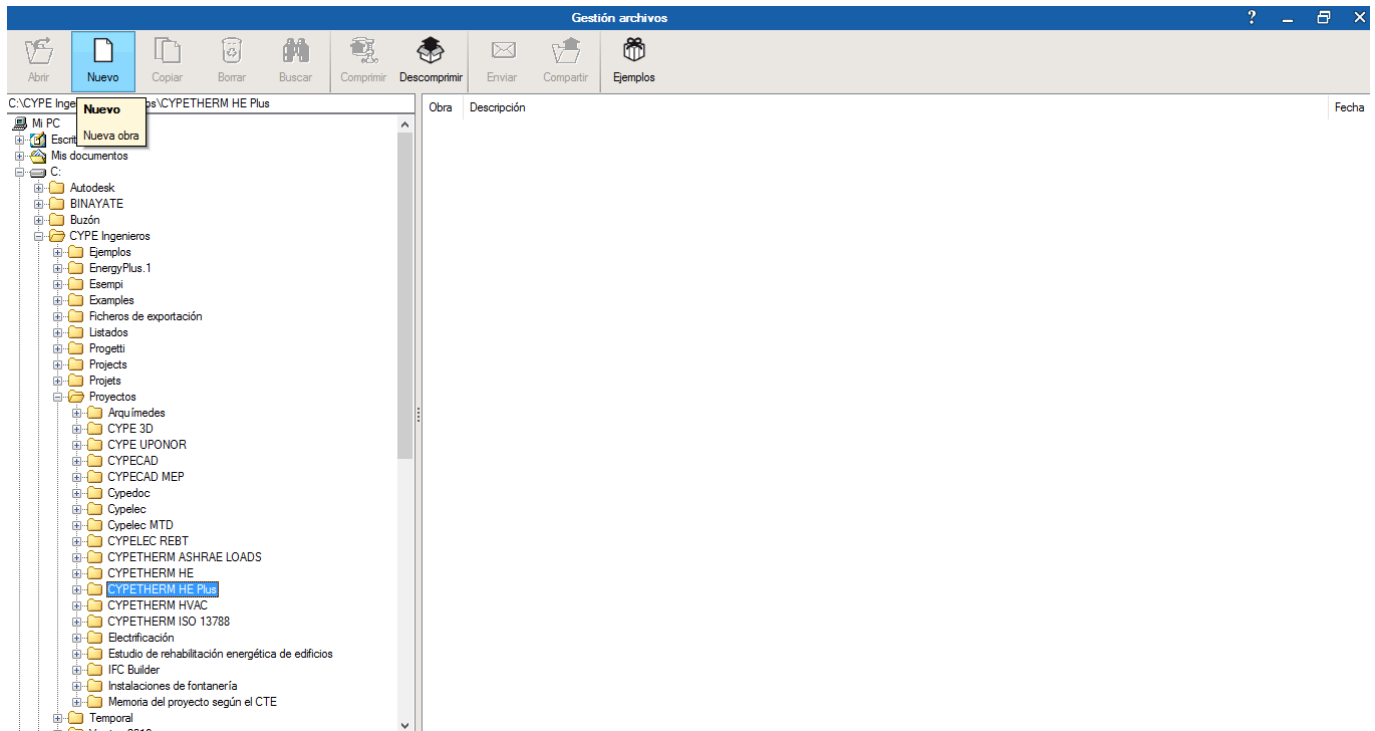 Gestión archivos
?
Abrir Nuevo Copiar Borrar Buscar Comprimir Descomprimir Enviar Compartir Ejemplos
C:\CYPE Inge os\CYPETHERM HE Plus
Nuevo
Nueva obra
Obra Descripción Fecha
Mi PC
Escrit
Mis documentos
C:
Autodesk
BINAYATE
Buzón
CYPE Ingenieros
Ejemplos
EnergyPlus.1
Esempi
Examples
Ficheros de exportación
Listados
Progetti
Projects
Projets
Proyectos
Arquímedes
CYPE 3D
CYPE UPONOR
CYPECAD
CYPECAD MEP
Cypedoc
Cypelec
Cypelec MTD
CYPELEC REBT
CYPETHERM ASHRAE LOADS
CYPETHERM HE
CYPETHERM HE Plus
CYPETHERM HVAC
CYPETHERM ISO 13788
Electrificación
Estudio de rehabilitación energética de edificios
IFC Builder
Instalaciones de fontanería
Memoria del proyecto según el CTE
Temporal